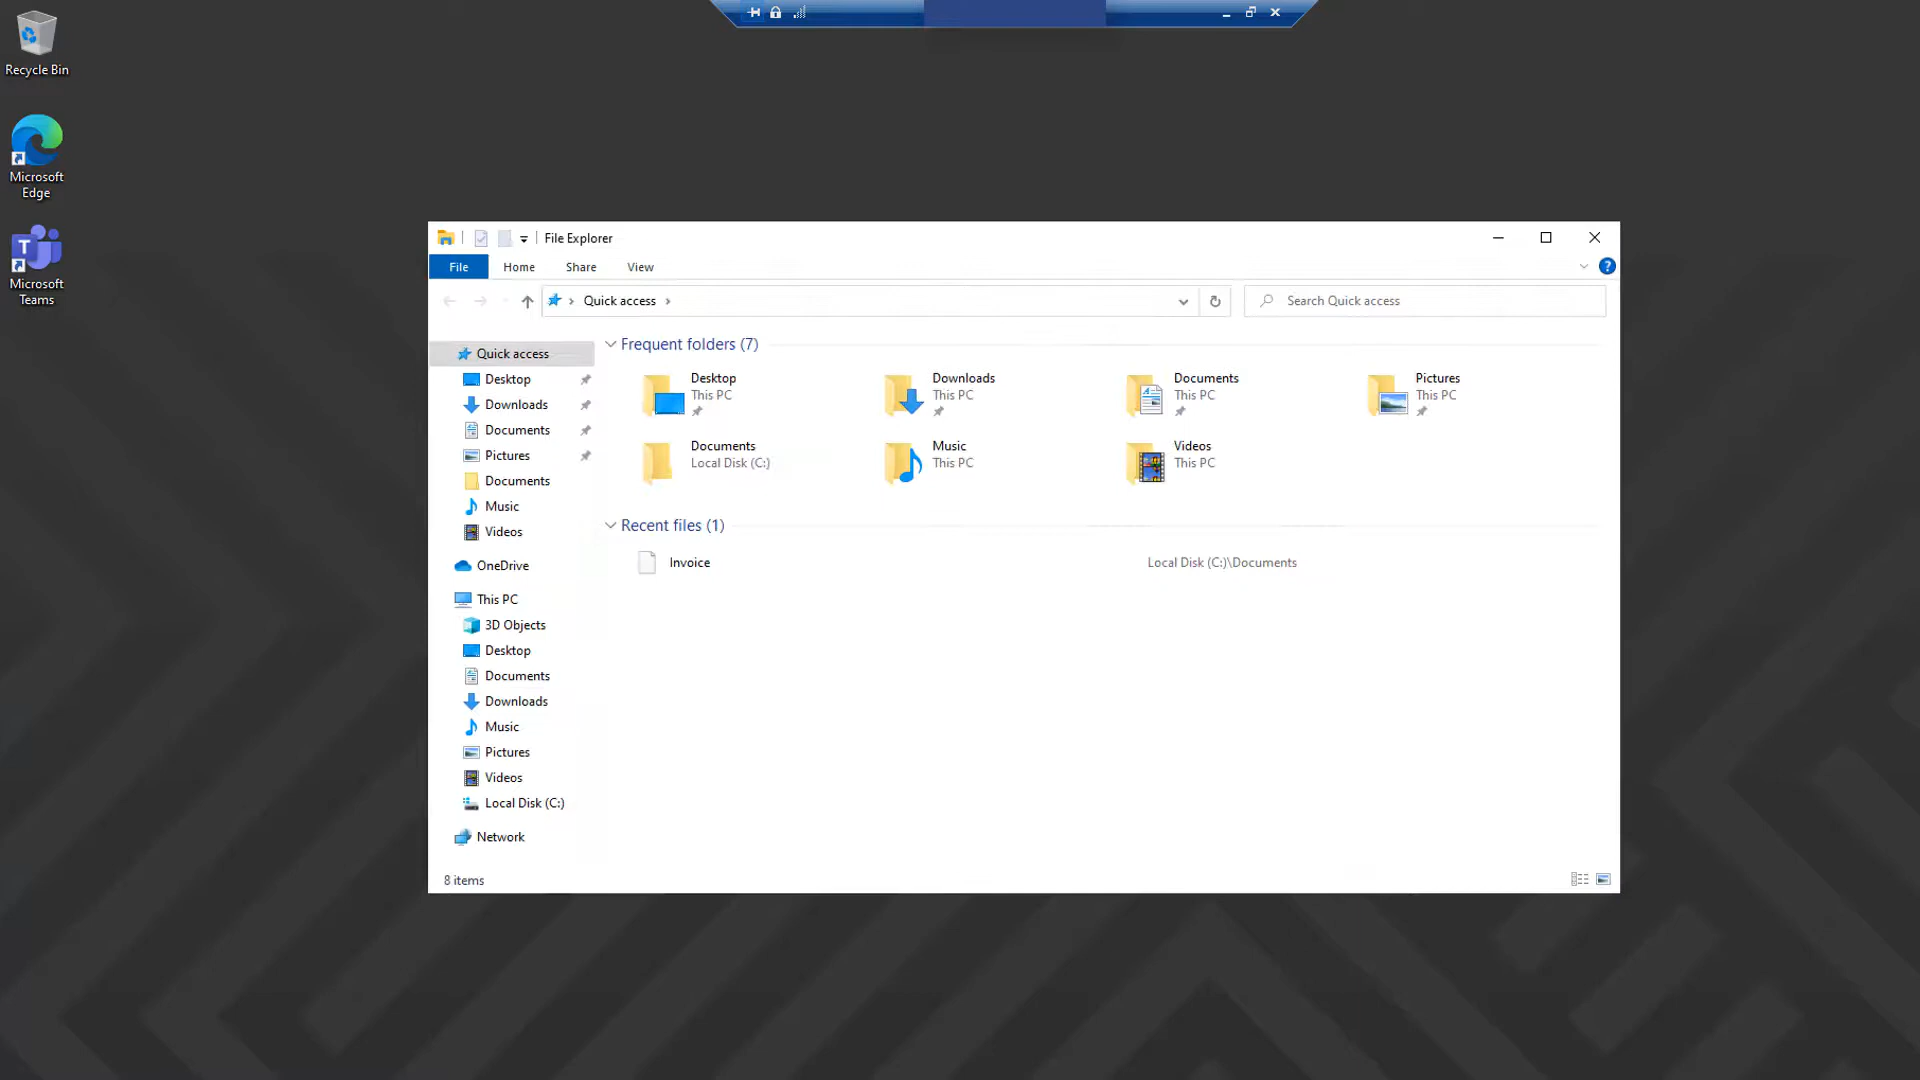 Recycle Bin
Microsoft
Edge
Microsoft
Teams
File Explorer
File
Home
Share
View
Quick access
Search Quick access
Quick access
Desktop
Downloads
Documents
Pictures
Documents
Music
Videos
OneDrive
This PC
3D Objects
Desktop
Documents
Downloads
Music
Pictures
Videos
Local Disk (C:)
Network
Frequent folders (7)
Desktop
This PC
Downloads
This PC
Documents
This PC
Pictures
This PC
Documents
Local Disk (C:)
Music
This PC
Videos
This PC
Recent files (1)
Invoice
Local Disk (C:)\Documents
8 items